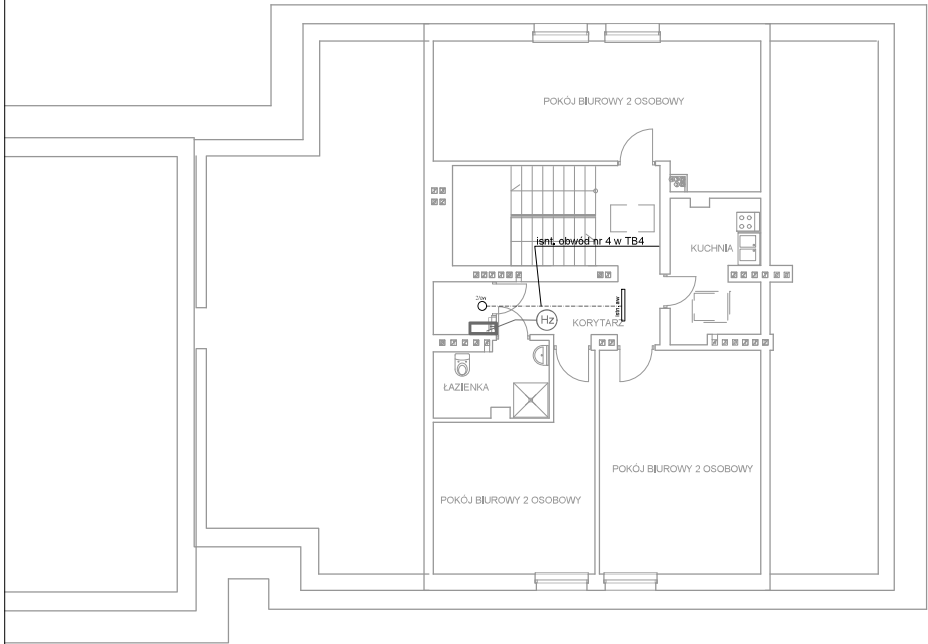 POKÓJ BIUROWY 2 OSOBOWY
isnt. obwód nr 4 w TB4
KUCHNIA
Hz
KORYTARZ
ŁAZIENKA
POKÓJ BIUROWY 2 OSOBOWY
POKÓJ BIUROWY 2 OSOBOWY